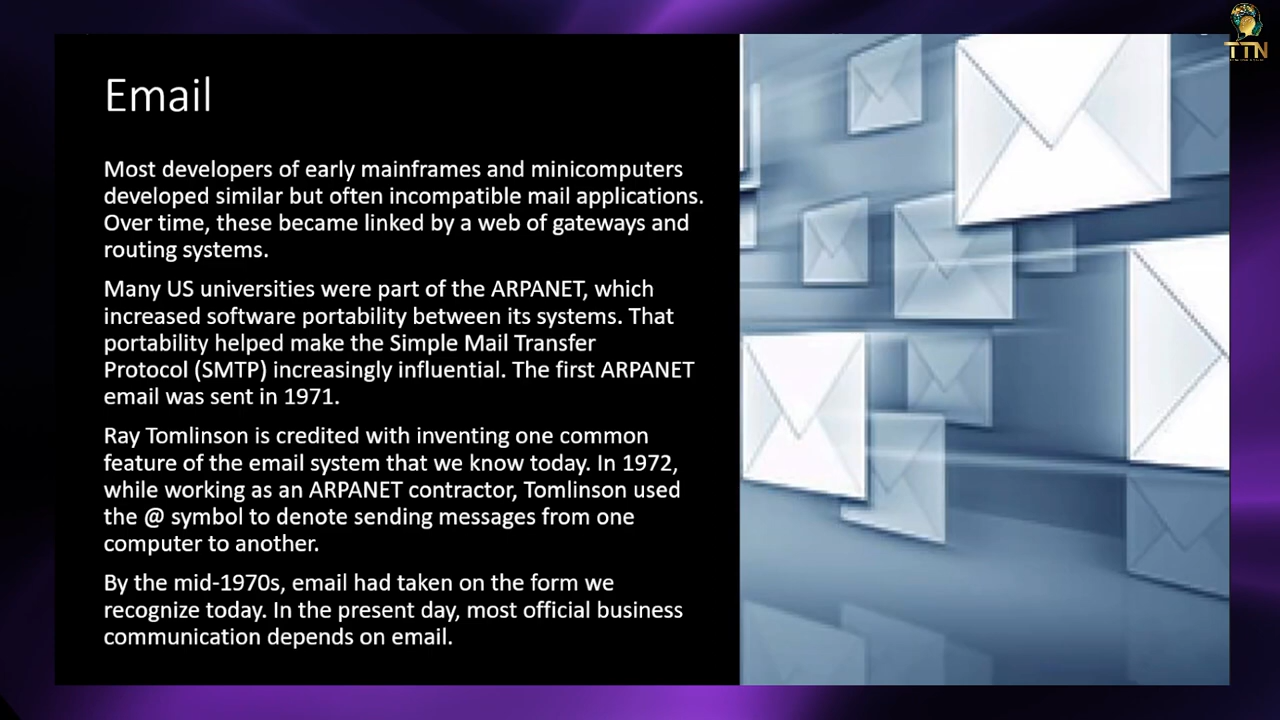 TTN
Email
Most developers of early mainframes and minicomputers
developed similar but often incompatible mail applications.
Over time, these became linked by a web of gateways and
routing systems.
Many US universities were part of the ARPANET, which
increased software portability between its systems. That
portability helped make the Simple Mail Transfer
Protocol (SMTP) increasingly influential. The first ARPANET
email was sent in 1971.
Ray Tomlinson is credited with inventing one common
feature of the email system that we know today. In 1972,
while working as an ARPANET contractor, Tomlinson used
the @ symbol to denote sending messages from one
computer to another.
By the mid-1970s, email had taken on the form we
recognize today. In the present day, most official business
communication depends on email.